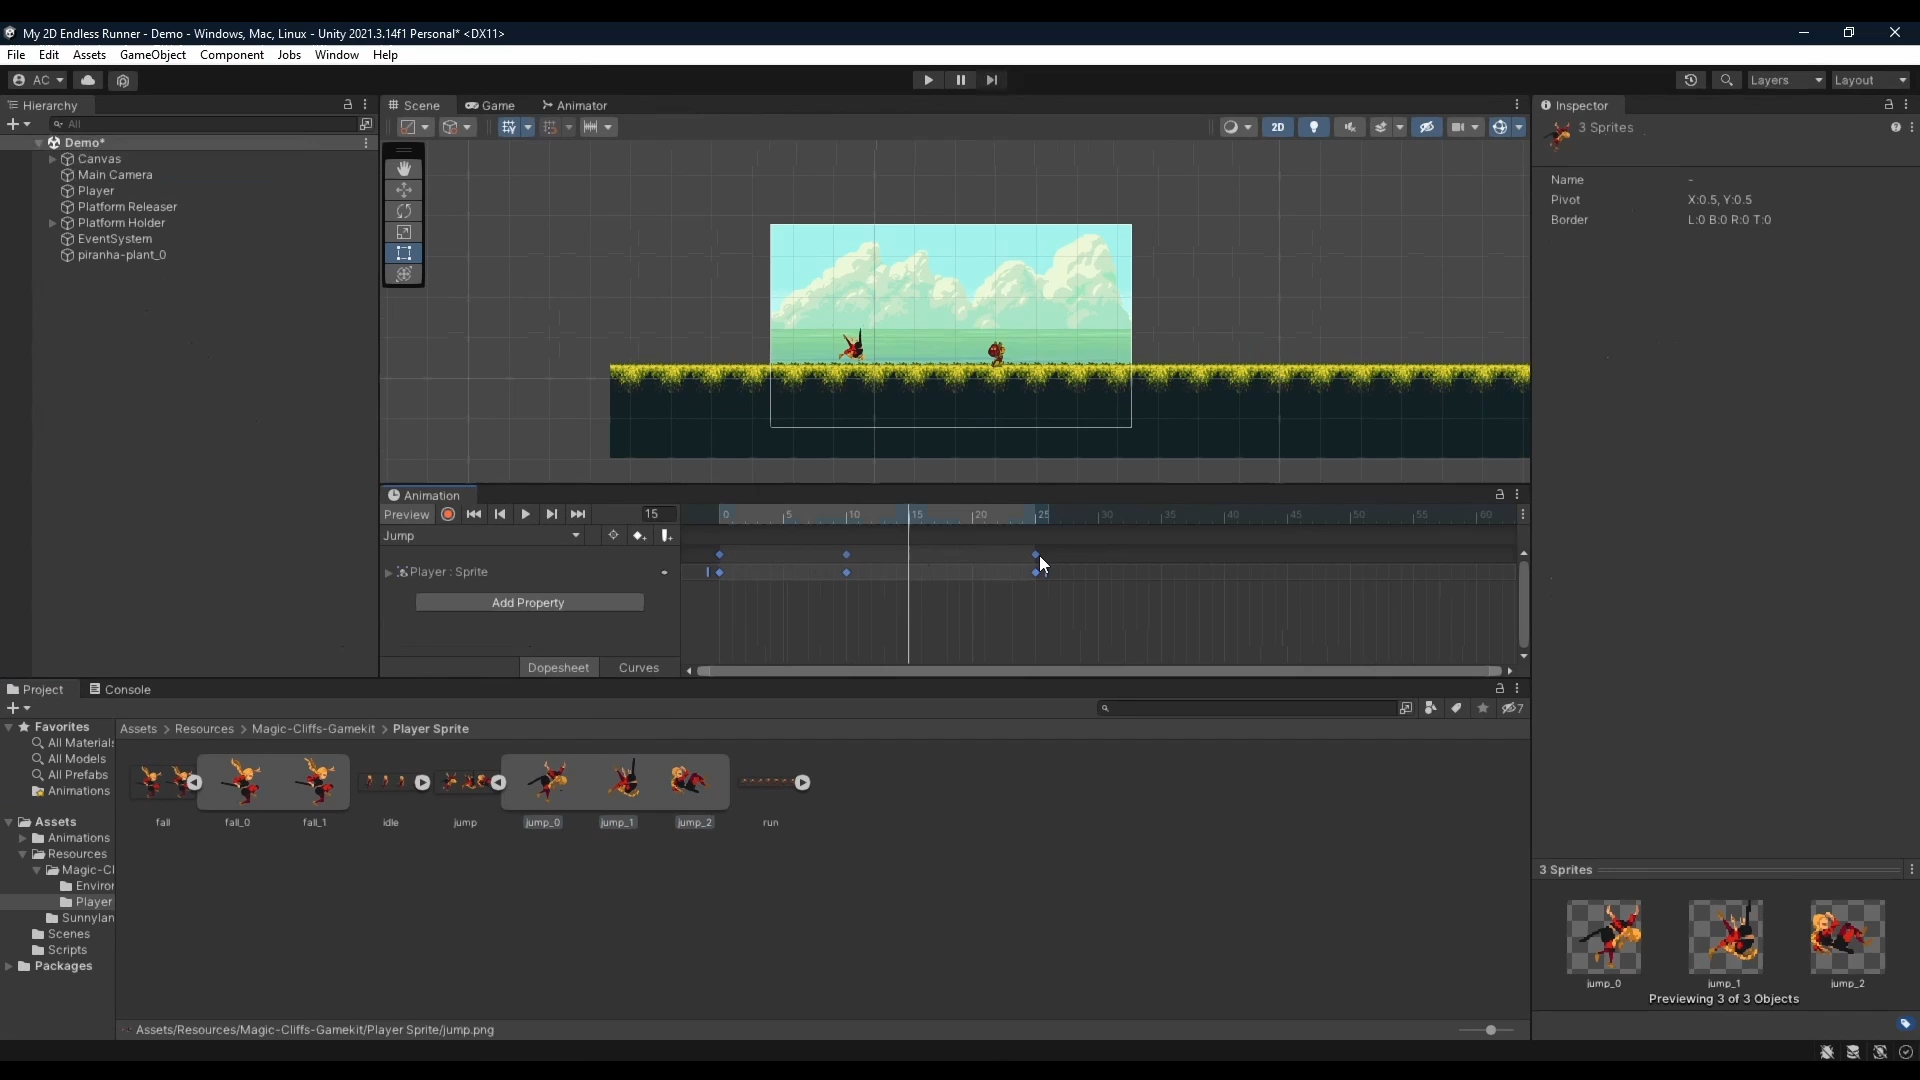 My 2D Endless Runner - Demo - Windows, Mac, Linux - Unity 2021.3.14f1 Personal* <DX11>
File Edit Assets GameObject Component Jobs Window Help
AC
Layers Layout
Hierarchy
All
Demo*
Canvas
Main Camera
Player
Platform Releaser
Platform Holder
EventSystem
piranha-plant_0
Scene Game Animator
2D
Inspector
3 Sprites
Name -
Pivot X:0.5, Y:0.5
Border L:0 B:0 R:0 T:0
Animation
Preview 15
0 5 10 15 20 25 30 35 40 45 50 55 60
Jump
Player : Sprite
Add Property
Dopesheet Curves
Project Console
7
Favorites
All Materials
All Models
All Prefabs
Animations
Assets
Animations
Resources
Magic-Cl
Enviror
Player
Sunnylan
Scenes
Scripts
Packages
Assets > Resources > Magic-Cliffs-Gamekit > Player Sprite
fall fall_0 fall_1 idle jump jump_0 jump_1 jump_2 run
Assets/Resources/Magic-Cliffs-Gamekit/Player Sprite/jump.png
3 Sprites
jump_0 jump_1 jump_2
Previewing 3 of 3 Objects